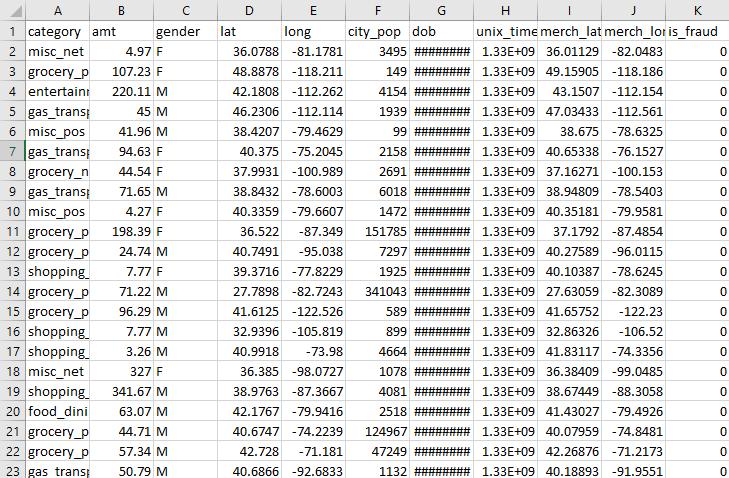 A B C D E F G H I J K
1 category amt gender lat long city_pop dob unix_time merch_lat merch_lon is_fraud
2 misc_net 4.97 F 36.0788 -81.1781 3495 ######## 1.33E+09 36.01129 -82.0483 0
3 grocery_p 107.23 F 48.8878 -118.211 149 ######## 1.33E+09 49.15905 -118.186 0
4 entertainr 220.11 M 42.1808 -112.262 4154 ######## 1.33E+09 43.1507 -112.154 0
5 gas_transp 45 M 46.2306 -112.114 1939 ######## 1.33E+09 47.03433 -112.561 0
6 misc_pos 41.96 M 38.4207 -79.4629 99 ######## 1.33E+09 38.675 -78.6325 0
7 gas_transp 94.63 F 40.375 -75.2045 2158 ######## 1.33E+09 40.65338 -76.1527 0
8 grocery_n 44.54 F 37.9931 -100.989 2691 ######## 1.33E+09 37.16271 -100.153 0
9 gas_transp 71.65 M 38.8432 -78.6003 6018 ######## 1.33E+09 38.94809 -78.5403 0
10 misc_pos 4.27 F 40.3359 -79.6607 1472 ######## 1.33E+09 40.35181 -79.9581 0
11 grocery_p 198.39 F 36.522 -87.349 151785 ######## 1.33E+09 37.1792 -87.4854 0
12 grocery_p 24.74 M 40.7491 -95.038 7297 ######## 1.33E+09 40.27589 -96.0115 0
13 shopping_ 7.77 F 39.3716 -77.8229 1925 ######## 1.33E+09 40.10387 -78.6245 0
14 grocery_p 71.22 M 27.7898 -82.7243 341043 ######## 1.33E+09 27.63059 -82.3089 0
15 grocery_p 96.29 M 41.6125 -122.526 589 ######## 1.33E+09 41.65752 -122.23 0
16 shopping_ 7.77 M 32.9396 -105.819 899 ######## 1.33E+09 32.86326 -106.52 0
17 shopping_ 3.26 M 40.9918 -73.98 4664 ######## 1.33E+09 41.83117 -74.3356 0
18 misc_net 327 F 36.385 -98.0727 1078 ######## 1.33E+09 36.38409 -99.0485 0
19 shopping_ 341.67 M 38.9763 -87.3667 4081 ######## 1.33E+09 38.67449 -88.3058 0
20 food_dini 63.07 M 42.1767 -79.9416 2518 ######## 1.33E+09 41.43027 -79.4926 0
21 grocery_p 44.71 M 40.6747 -74.2239 124967 ######## 1.33E+09 40.07959 -74.8481 0
22 grocery_p 57.34 M 42.728 -71.181 47249 ######## 1.33E+09 42.26876 -71.2173 0
23 gas_transp 50.79 M 40.6866 -92.6833 1132 ######## 1.33E+09 40.18893 -91.9551 0